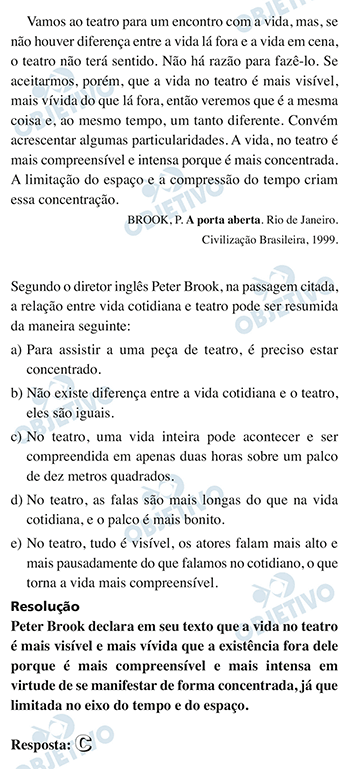 Vamos ao teatro para um encontro com a vida, mas, se
não houver diferença entre a vida lá fora e a vida em cena,
o teatro não terá sentido. Não há razão para fazê-lo. Se
aceitarmos, porém, que a vida no teatro é mais visível,
mais vívida do que lá fora, então veremos que é a mesma
coisa e, ao mesmo tempo, um tanto diferente. Convém
acrescentar algumas particularidades. A vida, no teatro é
mais compreensível e intensa porque é mais concentrada.
A limitação do espaço e a compressão do tempo criam
essa concentração.
BROOK, P. A porta aberta. Rio de Janeiro.
Civilização Brasileira, 1999.
Segundo o diretor inglês Peter Brook, na passagem citada,
a relação entre vida cotidiana e teatro pode ser resumida
da maneira seguinte:
a) Para assistir a uma peça de teatro, é preciso estar
concentrado.
b) Não existe diferença entre a vida cotidiana e o teatro,
eles são iguais.
c) No teatro, uma vida inteira pode acontecer e ser
compreendida em apenas duas horas sobre um palco
de dez metros quadrados.
d) No teatro, as falas são mais longas do que na vida
cotidiana, e o palco é mais bonito.
e) No teatro, tudo é visível, os atores falam mais alto e
mais pausadamente do que falamos no cotidiano, o que
torna a vida mais compreensível.
Resolução
Peter Brook declara em seu texto que a vida no teatro
é mais visível e mais vívida que a existência fora dele
porque é mais compreensível e mais intensa em
virtude de se manifestar de forma concentrada, já que
limitada no eixo do tempo e do espaço.
Resposta: C
OBJETIVO
OBJETIVO
OBJETIVO
OBJETIVO
OBJETIVO
OBJETIVO
OBJETIVO
OBJETIVO
OBJETIVO